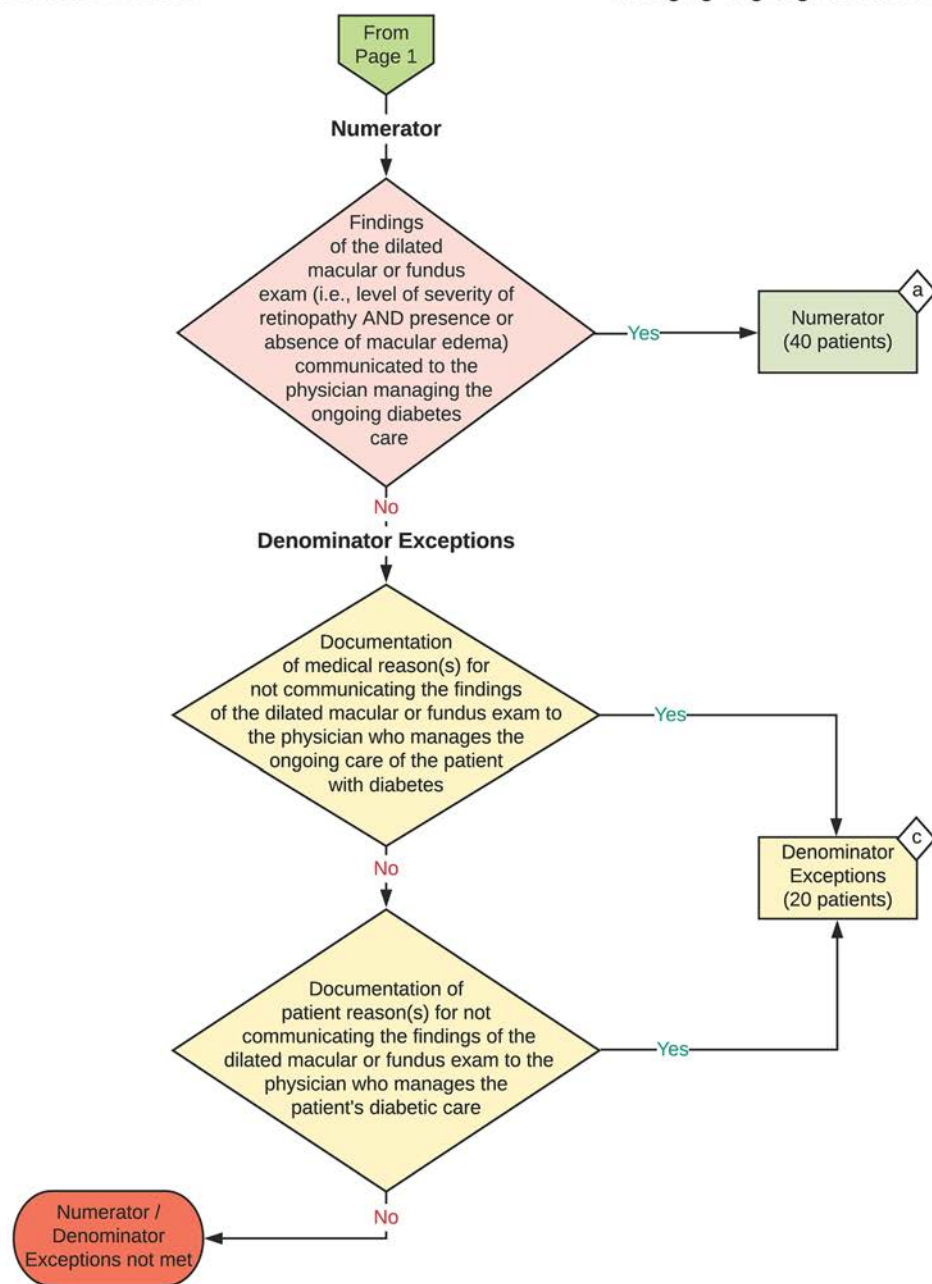 From
Page 1
Numerator
Findings
of the dilated
macular or fundus
exam (i.e., level of severity of
retinopathy AND presence or
absence of macular edema)
communicated to the
physician managing the
ongoing diabetes
care
Yes
a
Numerator
(40 patients)
No
Denominator Exceptions
Documentation
of medical reason(s) for
not communicating the findings
of the dilated macular or fundus exam to
the physician who manages the
ongoing care of the patient
with diabetes
Yes
c
Denominator
Exceptions
(20 patients)
No
Documentation of
patient reason(s) for not
communicating the findings of the
dilated macular or fundus exam to the
physician who manages the
patient's diabetic care
Yes
No
Numerator /
Denominator
Exceptions not met